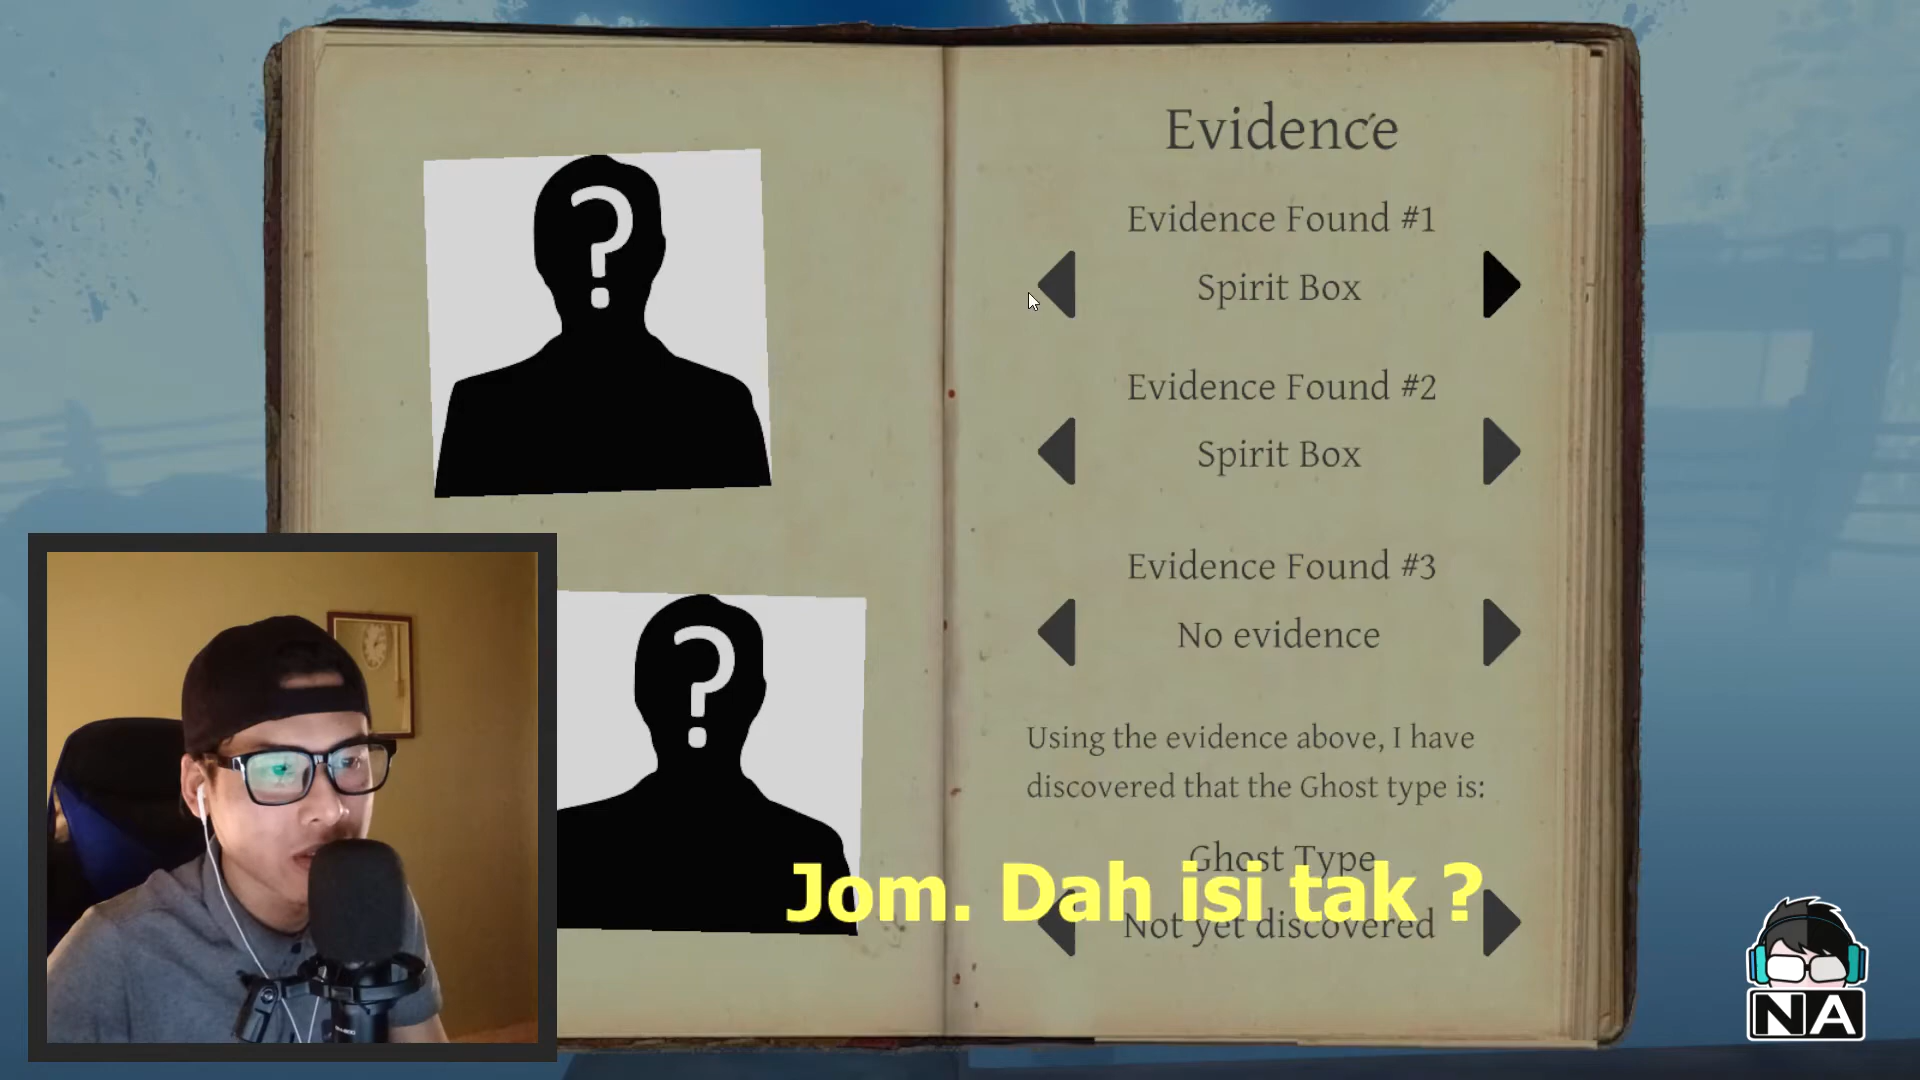 Evidence
Evidence Found #1
Spirit Box
Evidence Found #2
Spirit Box
Evidence Found #3
No evidence
Using the evidence above, I have
discovered that the Ghost type is:
Ghost Type
Not yet discovered
Jom. Dah isi tak ?
NA